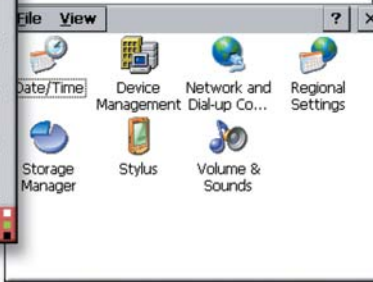 File View ? X
Date/Time Device Management Network and Dial-up Co... Regional Settings
Storage Manager Stylus Volume & Sounds